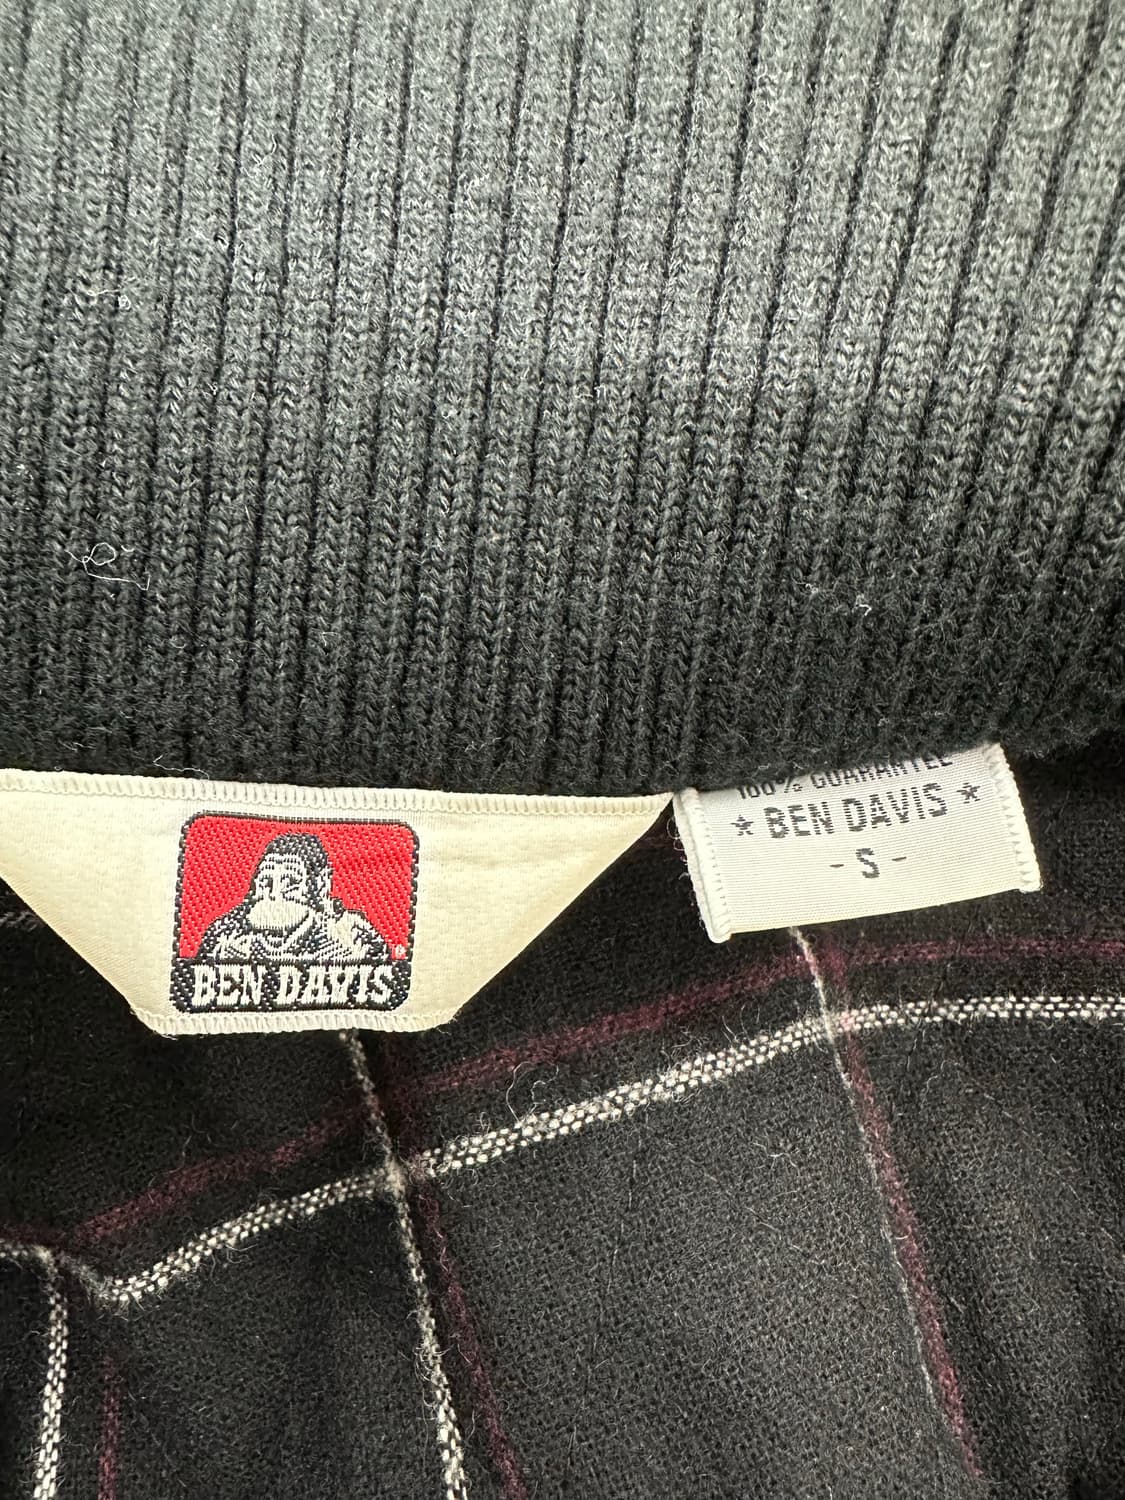 BEN DAVIS
®
100% GUARANTEE
★ BEN DAVIS ★
- S -